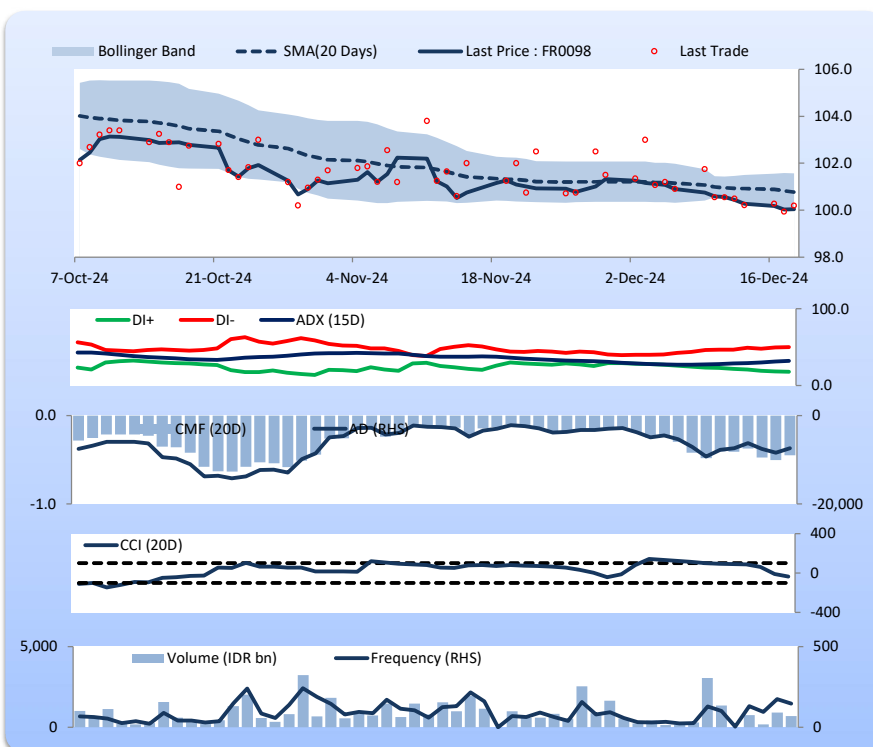 Bollinger Band SMA(20 Days) Last Price : FR0098 Last Trade
106.0
104.0
102.0
100.0
98.0
7-Oct-24 21-Oct-24 4-Nov-24 18-Nov-24 2-Dec-24 16-Dec-24
DI+ DI- ADX (15D)
100.0
0.0
0.0 0
CMF (20D) AD (RHS)
-1.0 -20,000
CCI (20D)
400
0
-400
5,000 500
Volume (IDR bn) Frequency (RHS)
0 0